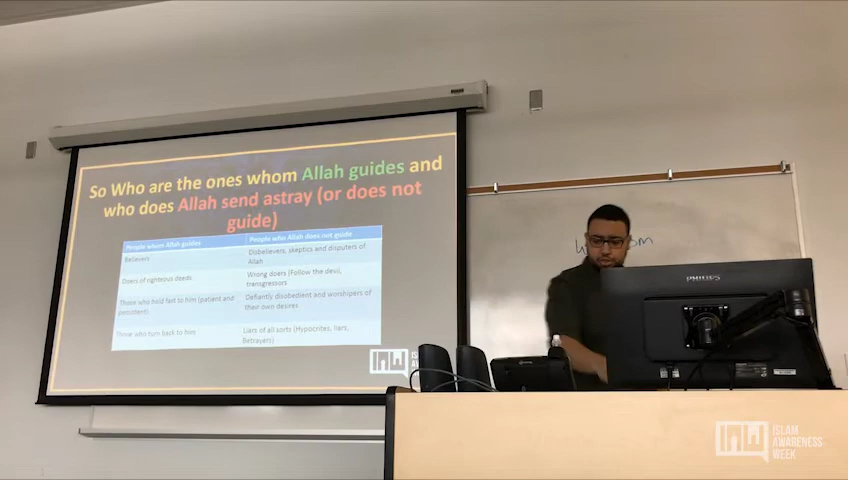 So Who are the ones whom Allah guides and
who does Allah send astray (or does not
guide)
People whom Allah guides
People who Allah does not guide
Believers
Disbelievers, skeptics and disputers of
Allah
Doers of righteous deeds
Wrong doers (Follow the devil),
transgressors
Those who hold fast to him (patient and
persistent)
Defiantly disobedient and worshipers of
their own desires
Those who turn back to him
Liars of all sorts (Hypocrites, liars,
Betrayers)
PHILIPS
ISLAM
AWARENESS
WEEK